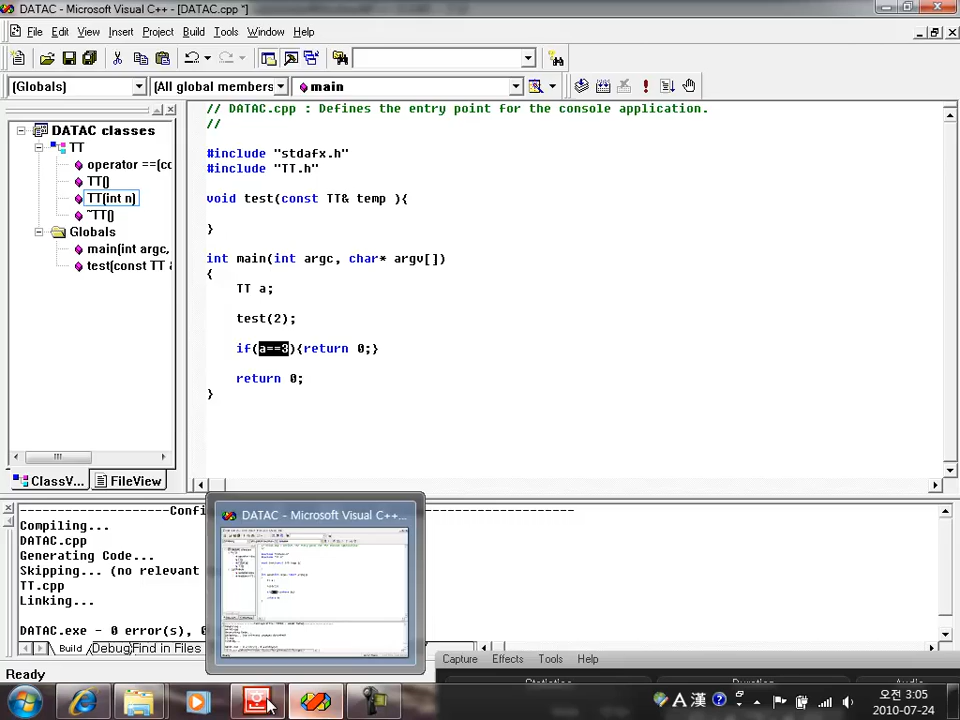 DATAC - Microsoft Visual C++ - [DATAC.cpp *]
File Edit View Insert Project Build Tools Window Help
(Globals) (All global members main
DATAC classes
TT
operator ==(cc
TT()
TT(int n)
~TT()
Globals
main(int argc,
test(const TT &
ClassV... FileView
// DATAC.cpp : Defines the entry point for the console application.
//
#include "stdafx.h"
#include "TT.h"
void test(const TT& temp ){
}
int main(int argc, char* argv[])
{
TT a;
test(2);
if(a==3){return 0;}
return 0;
}
--------------------Confi
Compiling...
DATAC.cpp
Generating Code...
Skipping... (no relevant
TT.cpp
Linking...
DATAC.exe - 0 error(s), 0
Build Debug Find in Files
Ready
DATAC - Microsoft Visual C++...
Capture Effects Tools Help
A 漢
오전 3:05
2010-07-24